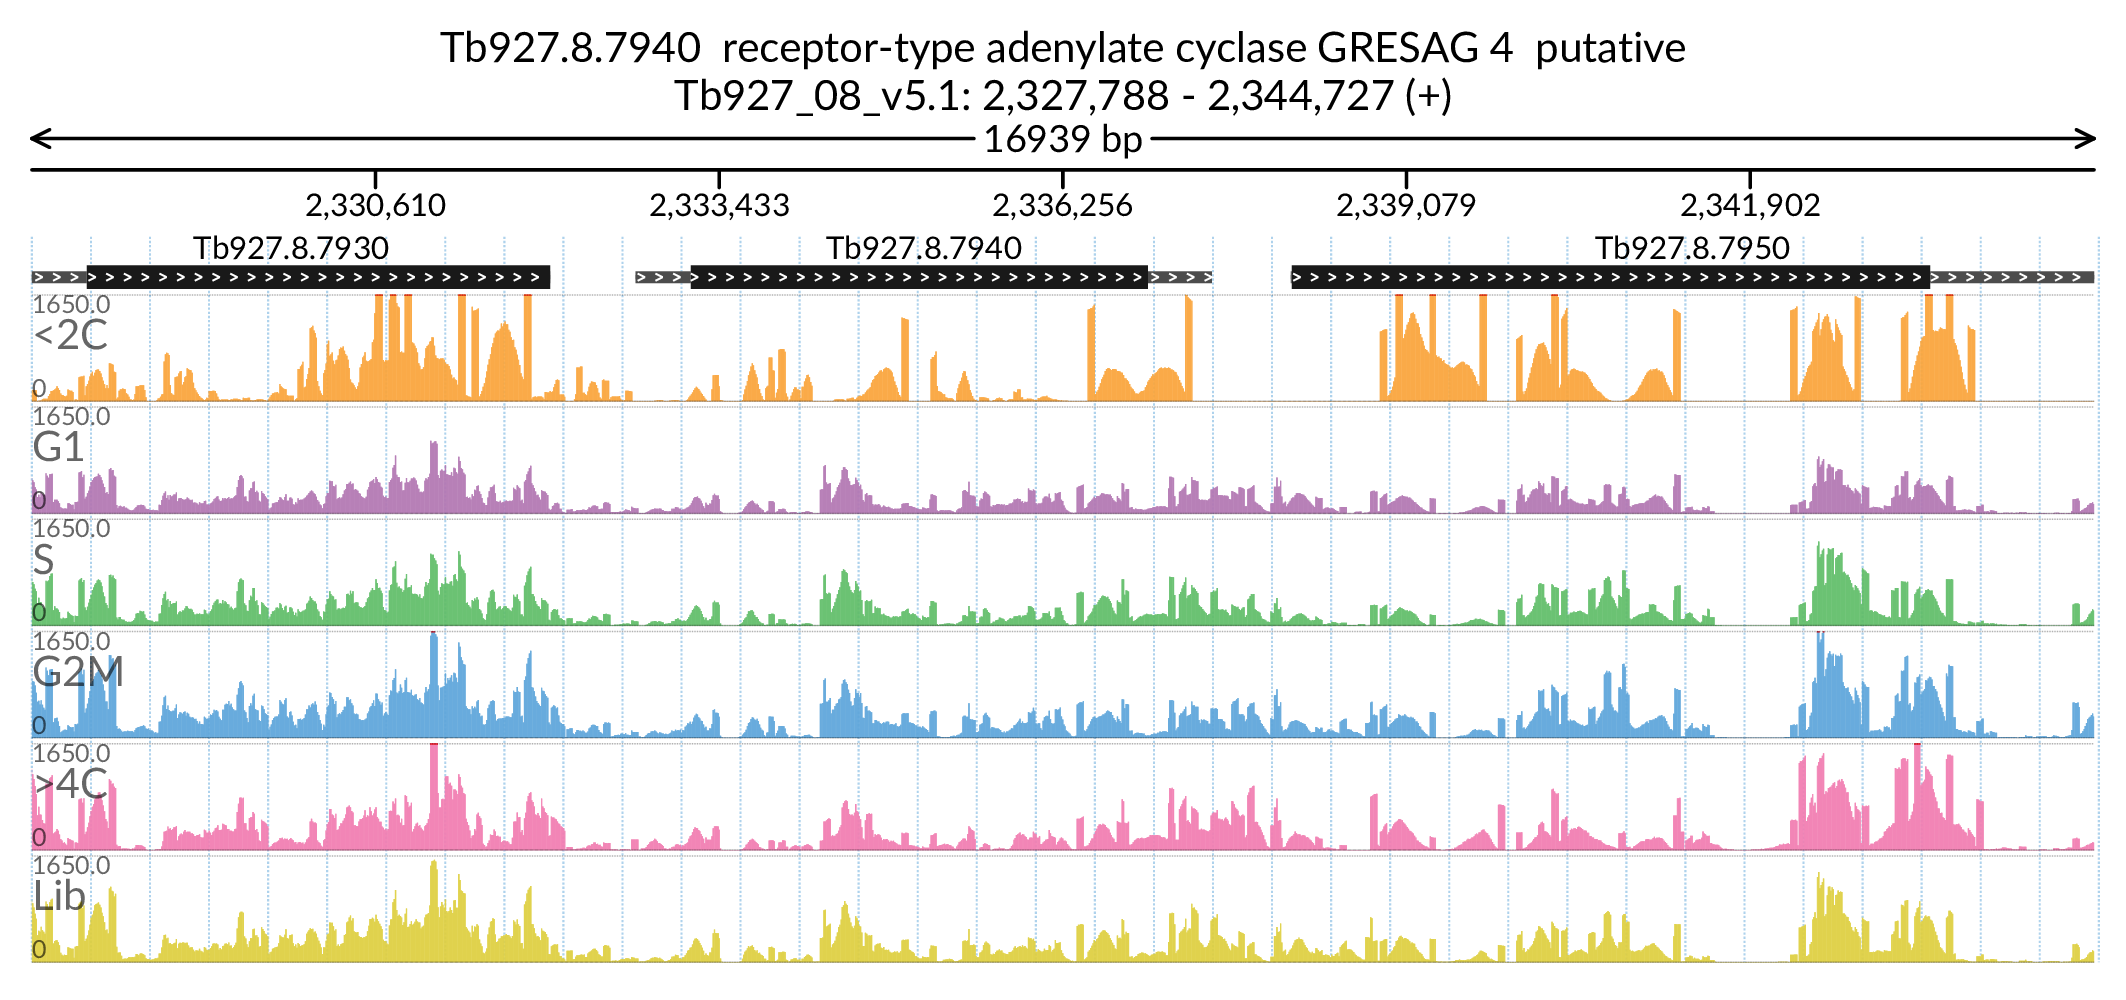 Tb927.8.7940 receptor-type adenylate cyclase GRESAG 4 putative
Tb927_08_v5.1: 2,327,788 - 2,344,727 (+)
16939 bp
2,330,610 2,333,433 2,336,256 2,339,079 2,341,902
Tb927.8.7930 Tb927.8.7940 Tb927.8.7950
1650.0
<2C
0
1650.0
G1
0
1650.0
S
0
1650.0
G2M
0
1650.0
>4C
0
1650.0
Lib
0